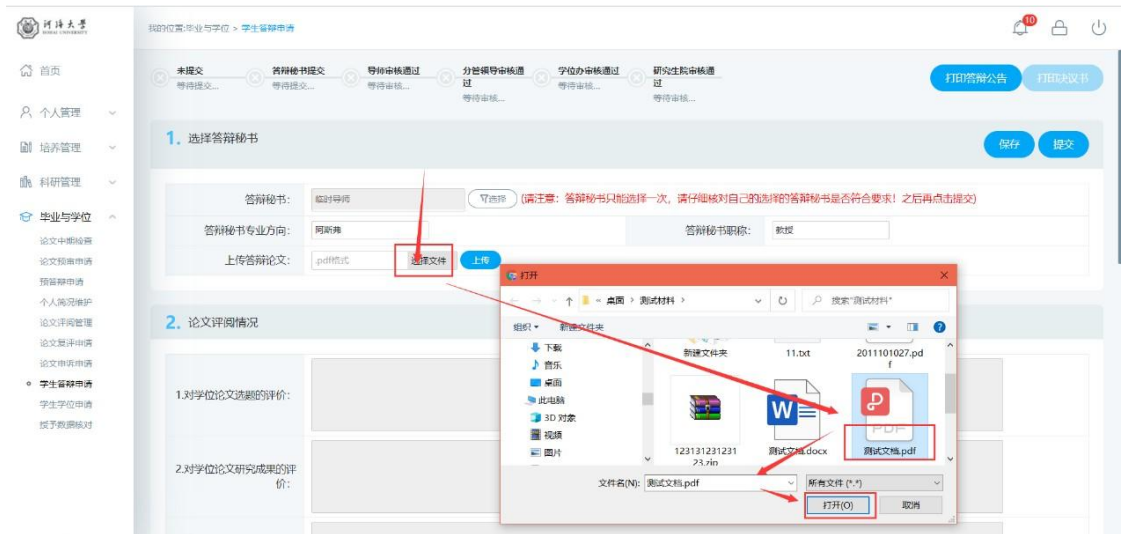 河海大学
HOHAI UNIVERSITY
我的位置:毕业与学位 > 学生答辩申请
10
首页
个人管理
培养管理
科研管理
毕业与学位
论文中期检查
论文预审申请
预答辩申请
个人简况维护
论文评阅管理
论文复评申请
论文申诉申请
学生答辩申请
学生学位申请
授予数据核对
未提交
等待提交...
答辩秘书提交
等待提交...
导师审核通过
等待审核...
分管领导审核通
过
等待审核...
学位办审核通过
等待审核...
研究生院审核通
过
等待审核...
打印答辩公告
打印决议书
1. 选择答辩秘书
保存
提交
答辩秘书:
临时导师
选择
(请注意：答辩秘书只能选择一次，请仔细核对自己的选择的答辩秘书是否符合要求！之后再点击提交)
答辩秘书专业方向:
阿斯弗
答辩秘书职称:
教授
上传答辩论文:
.pdf格式
选择文件
上传
2. 论文评阅情况
1.对学位论文选题的评价:
2.对学位论文研究成果的评
价:
打开
« 桌面 › 测试材料 ›
搜索"测试材料"
组织
新建文件夹
下载
音乐
桌面
此电脑
3D 对象
视频
图片
新建文件夹
11.txt
2011101027.pd
f
W
PDF
123131231231
23.zip
测试文档.docx
测试文档.pdf
文件名(N):
测试文档.pdf
所有文件 (*.*)
打开(O)
取消